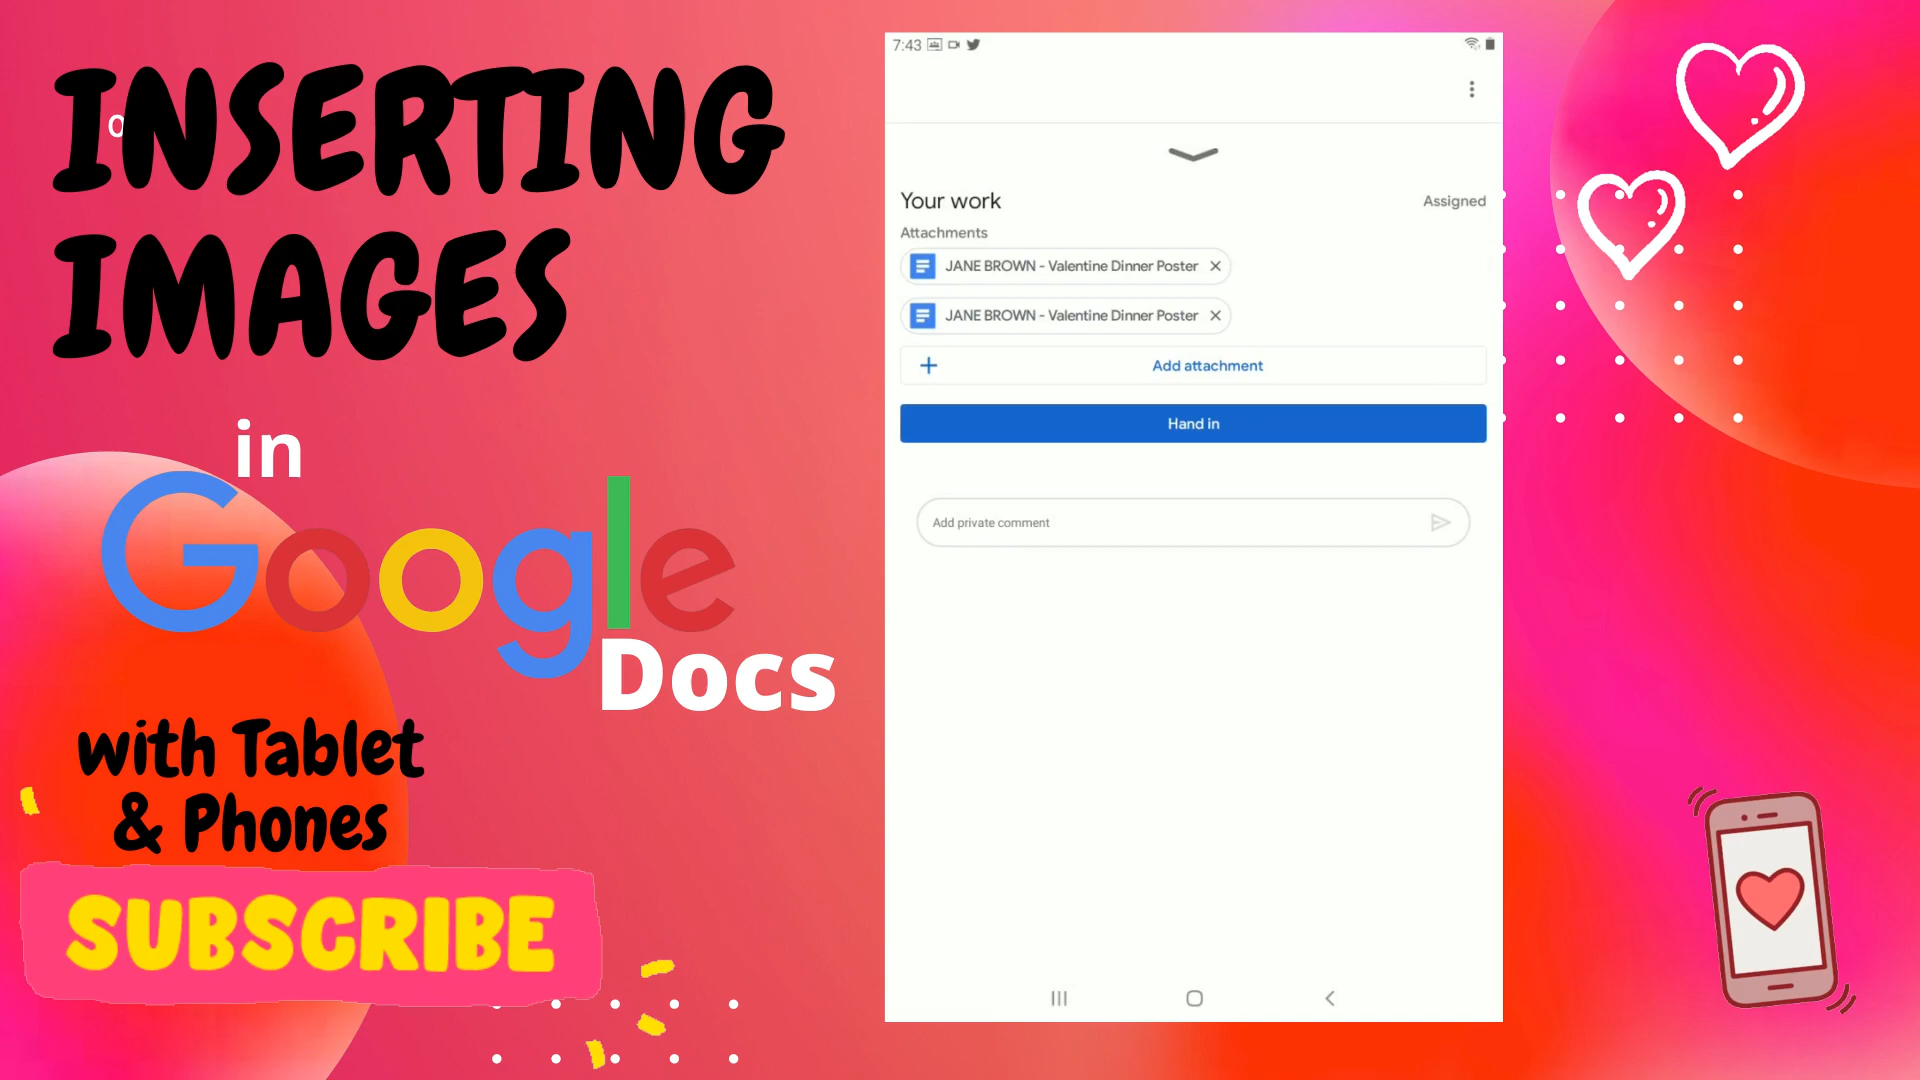 INSERTING
IMAGES
in
Google
Docs
with Tablet
& Phones
SUBSCRIBE
7:43
Your work
Assigned
Attachments
JANE BROWN - Valentine Dinner Poster
JANE BROWN - Valentine Dinner Poster
Add attachment
Hand in
Add private comment